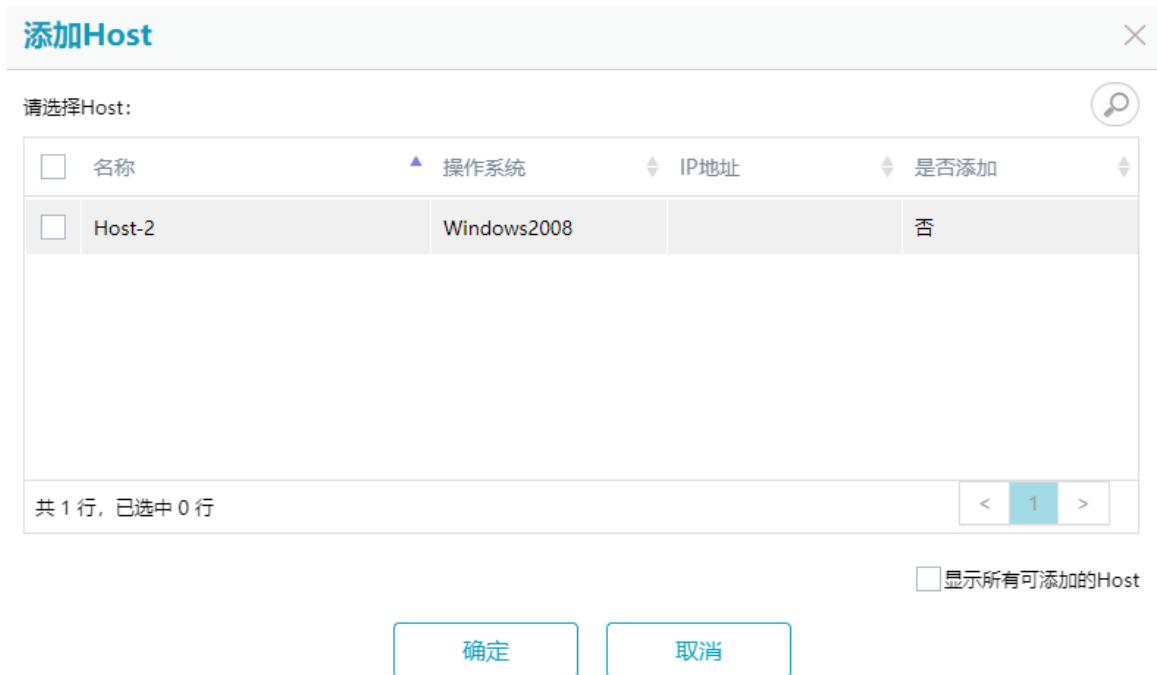 添加Host
请选择Host:
名称 操作系统 IP地址 是否添加
Host-2 Windows2008 否
共 1 行, 已选中 0 行 < 1 >
显示所有可添加的Host
确定 取消